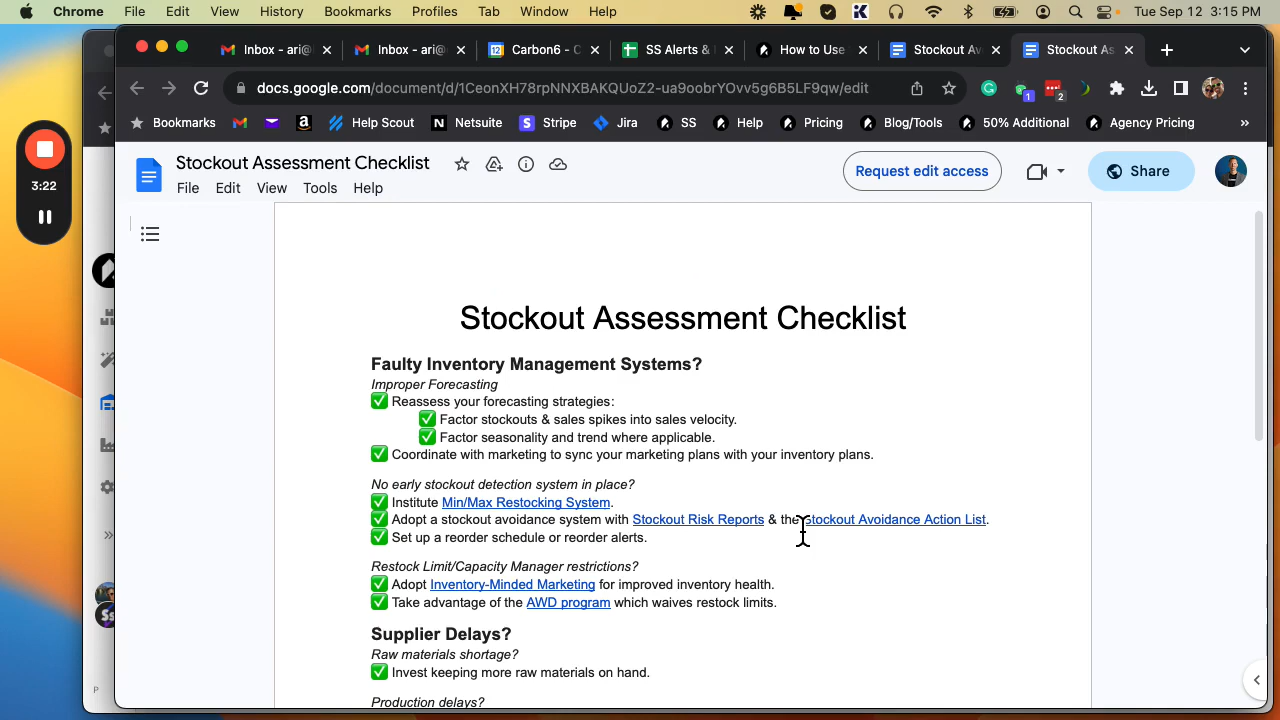 Chrome File Edit View History Bookmarks Profiles Tab Window Help Tue Sep 12 3:15 PM
Inbox - ari@ Inbox - ari@ Carbon6 - C SS Alerts & How to Use Stockout Av Stockout As
docs.google.com/document/d/1CeonXH78rpNNXBAKQUoZ2-ua9oobrYOvv5g6B5LF9qw/edit
1 2
Bookmarks Help Scout Netsuite Stripe Jira SS Help Pricing Blog/Tools 50% Additional Agency Pricing »
3:22
Stockout Assessment Checklist
Request edit access
Share
File Edit View Tools Help
Stockout Assessment Checklist
Faulty Inventory Management Systems?
Improper Forecasting
✅ Reassess your forecasting strategies:
✅ Factor stockouts & sales spikes into sales velocity.
✅ Factor seasonality and trend where applicable.
✅ Coordinate with marketing to sync your marketing plans with your inventory plans.
No early stockout detection system in place?
✅ Institute Min/Max Restocking System.
✅ Adopt a stockout avoidance system with Stockout Risk Reports & the Stockout Avoidance Action List.
✅ Set up a reorder schedule or reorder alerts.
Restock Limit/Capacity Manager restrictions?
✅ Adopt Inventory-Minded Marketing for improved inventory health.
✅ Take advantage of the AWD program which waives restock limits.
Supplier Delays?
Raw materials shortage?
✅ Invest keeping more raw materials on hand.
P
Production delays?